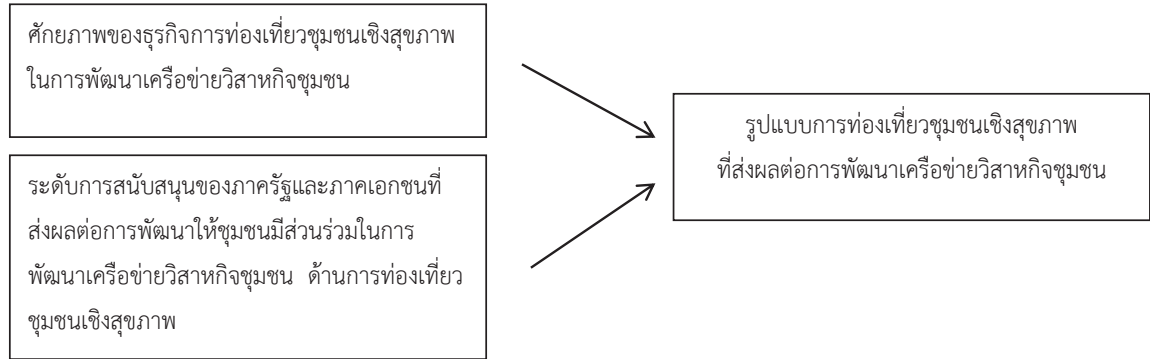 ศักยภาพของธุรกิจการท่องเที่ยวชุมชนเชิงสุขภาพ
ในการพัฒนาเครือข่ายวิสาหกิจชุมชน
ระดับการสนับสนุนของภาครัฐและภาคเอกชนที่
ส่งผลต่อการพัฒนาให้ชุมชนมีส่วนร่วมในการ
พัฒนาเครือข่ายวิสาหกิจชุมชน ด้านการท่องเที่ยว
ชุมชนเชิงสุขภาพ
รูปแบบการท่องเที่ยวชุมชนเชิงสุขภาพ
ที่ส่งผลต่อการพัฒนาเครือข่ายวิสาหกิจชุมชน